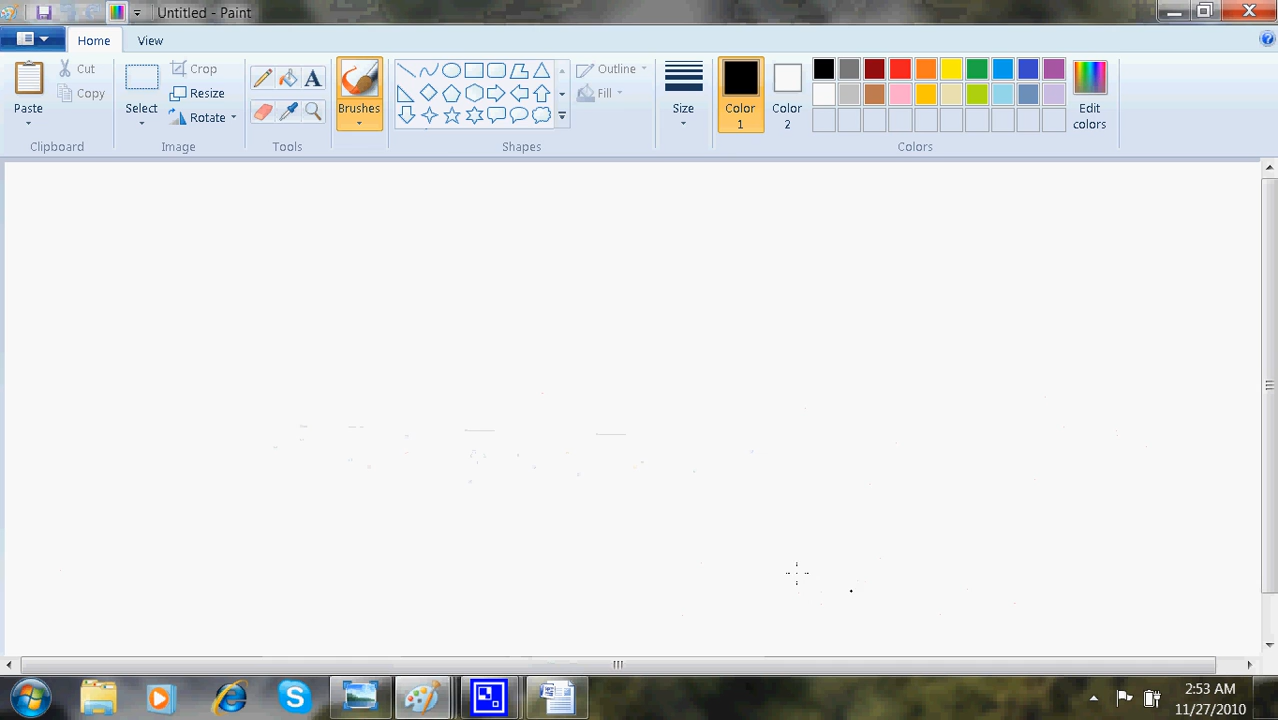 Untitled - Paint
Home View
Paste Cut Copy
Select Crop Resize Rotate
A
Brushes
Outline Fill
Size
Color 1 Color 2
Edit colors
Clipboard Image Tools Shapes Colors
2:53 AM
11/27/2010